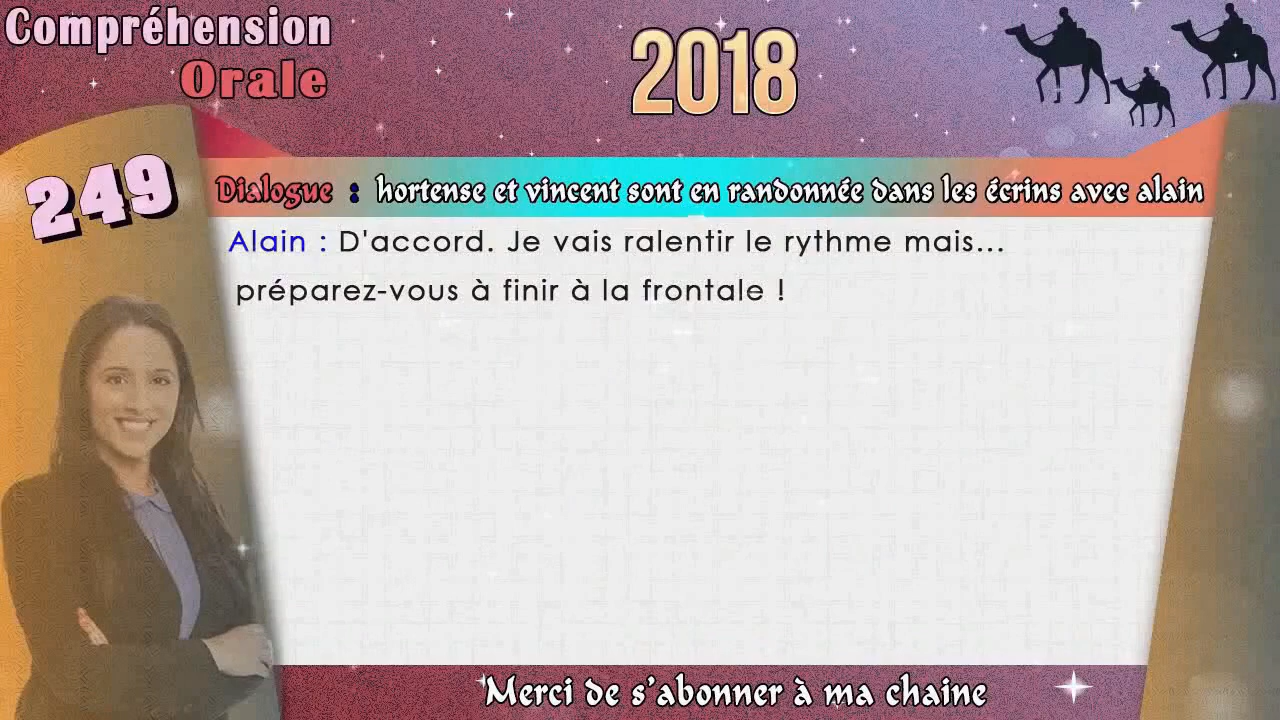 Compréhension
Orale
2018
249
Dialogue : hortense et vincent sont en randonnée dans les écrins avec alain
Alain : D'accord. Je vais ralentir le rythme mais...
préparez-vous à finir à la frontale !
Merci de s'abonner à ma chaine